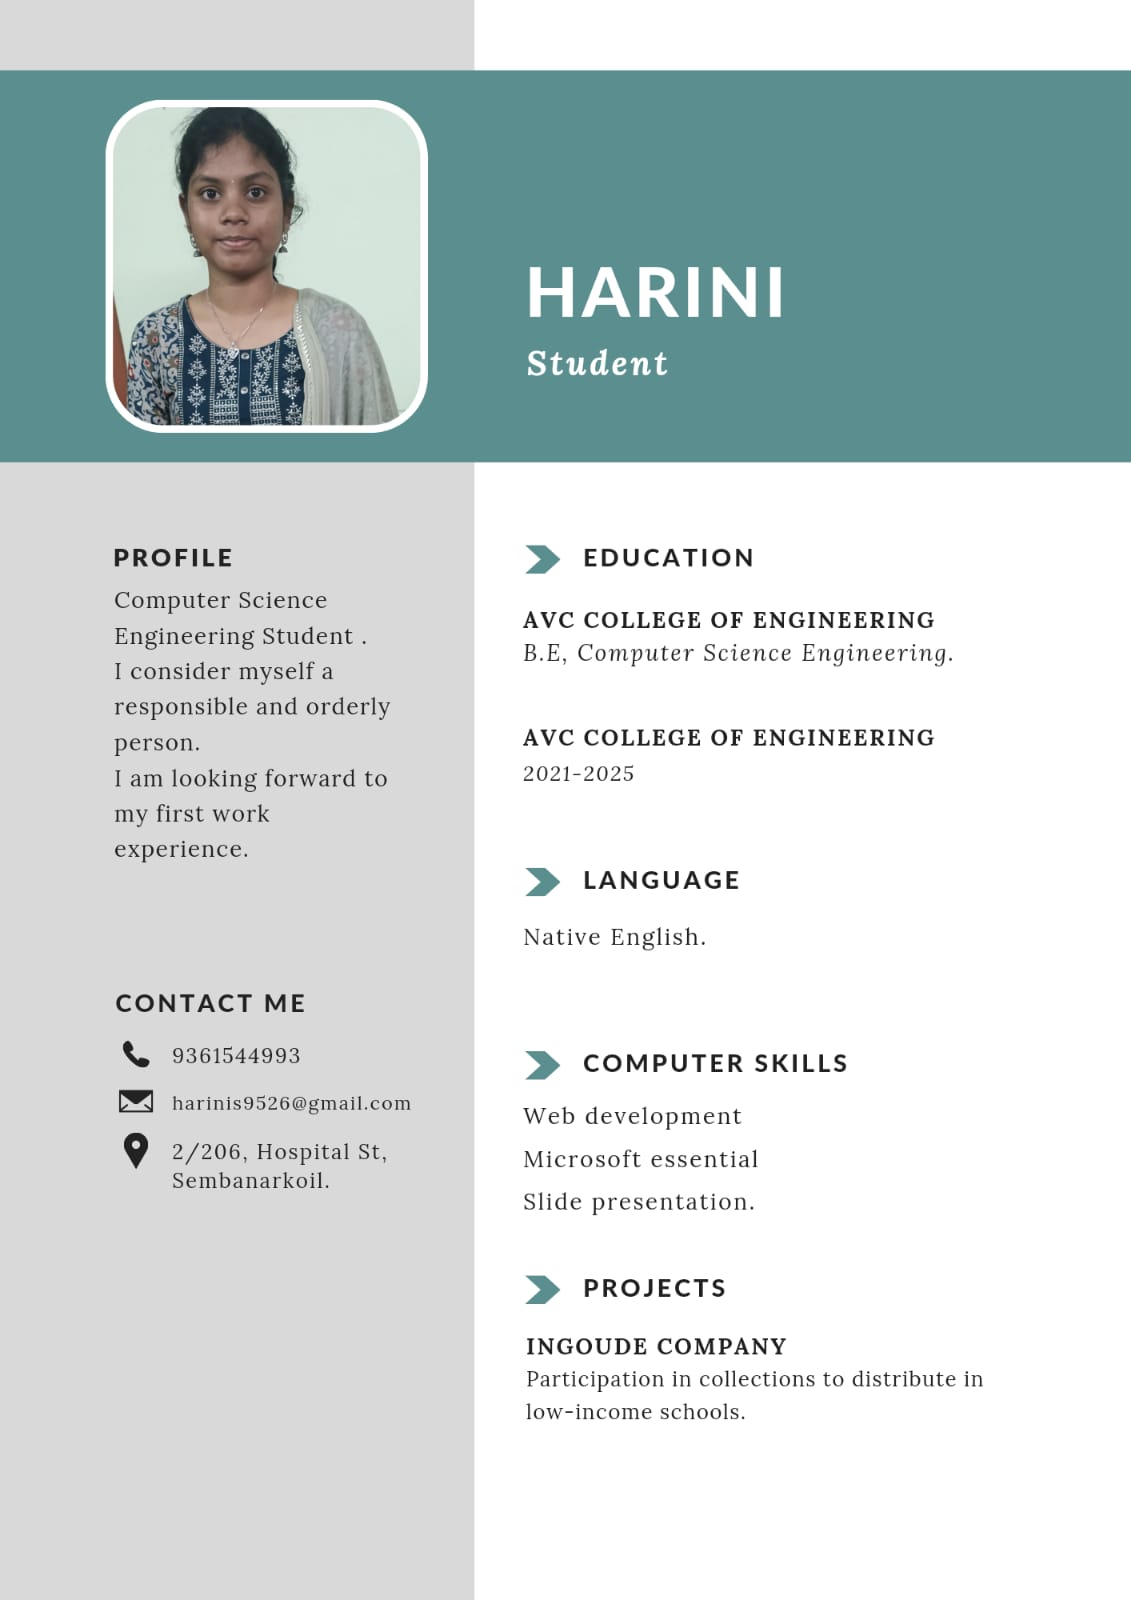 HARINI
Student
PROFILE
Computer Science
Engineering Student .
I consider myself a
responsible and orderly
person.
I am looking forward to
my first work
experience.
CONTACT ME
9361544993
harinis9526@gmail.com
2/206, Hospital St,
Sembanarkoil.
EDUCATION
AVC COLLEGE OF ENGINEERING
B.E, Computer Science Engineering.
AVC COLLEGE OF ENGINEERING
2021-2025
LANGUAGE
Native English.
COMPUTER SKILLS
Web development
Microsoft essential
Slide presentation.
PROJECTS
INGOUDE COMPANY
Participation in collections to distribute in
low-income schools.